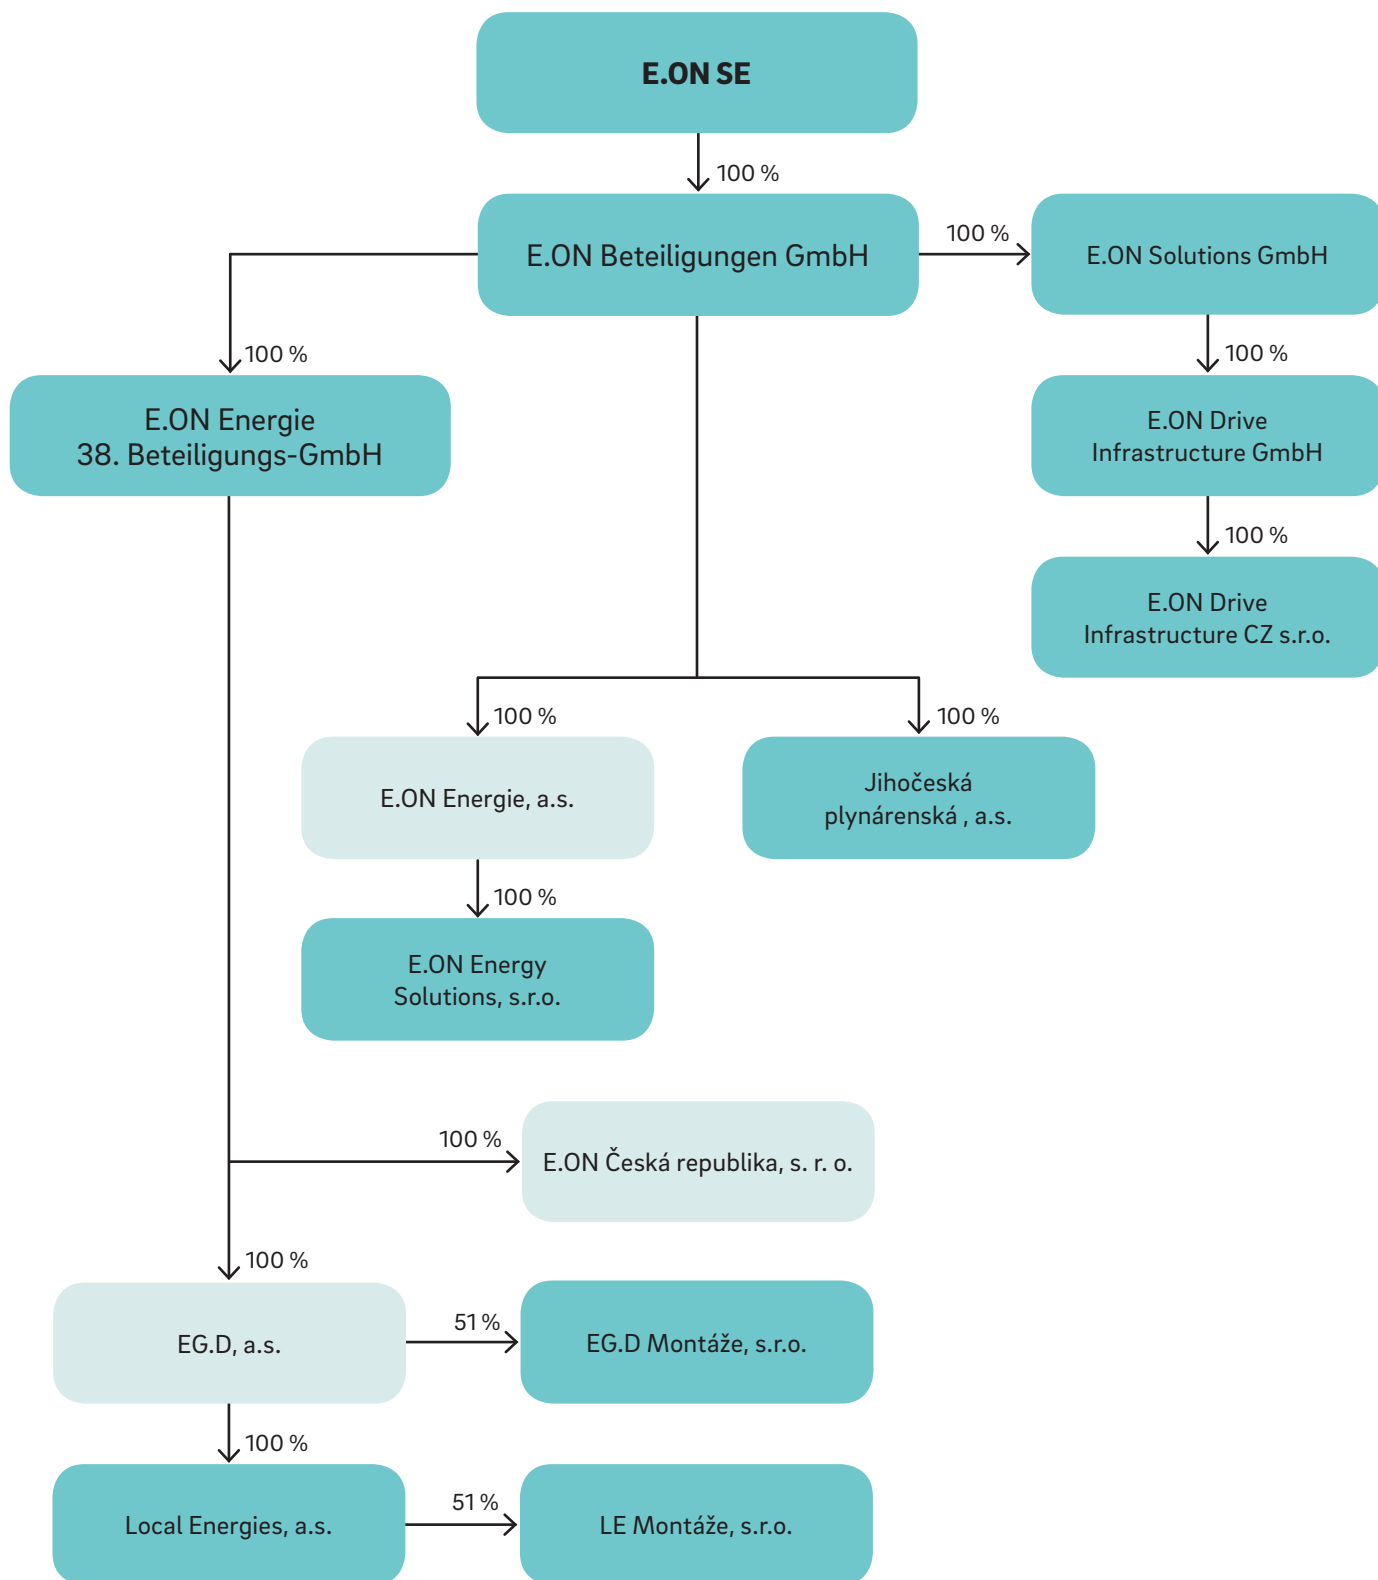 E.ON SE
100 %
E.ON Beteiligungen GmbH
100 %
E.ON Solutions GmbH
100 %
100 %
E.ON Energie
38. Beteiligungs-GmbH
E.ON Drive
Infrastructure GmbH
100 %
E.ON Drive
Infrastructure CZ s.r.o.
100 %
100 %
E.ON Energie, a.s.
Jihočeská
plynárenská , a.s.
100 %
E.ON Energy
Solutions, s.r.o.
100 %
E.ON Česká republika, s. r. o.
100 %
EG.D, a.s.
51 %
EG.D Montáže, s.r.o.
100 %
Local Energies, a.s.
51 %
LE Montáže, s.r.o.